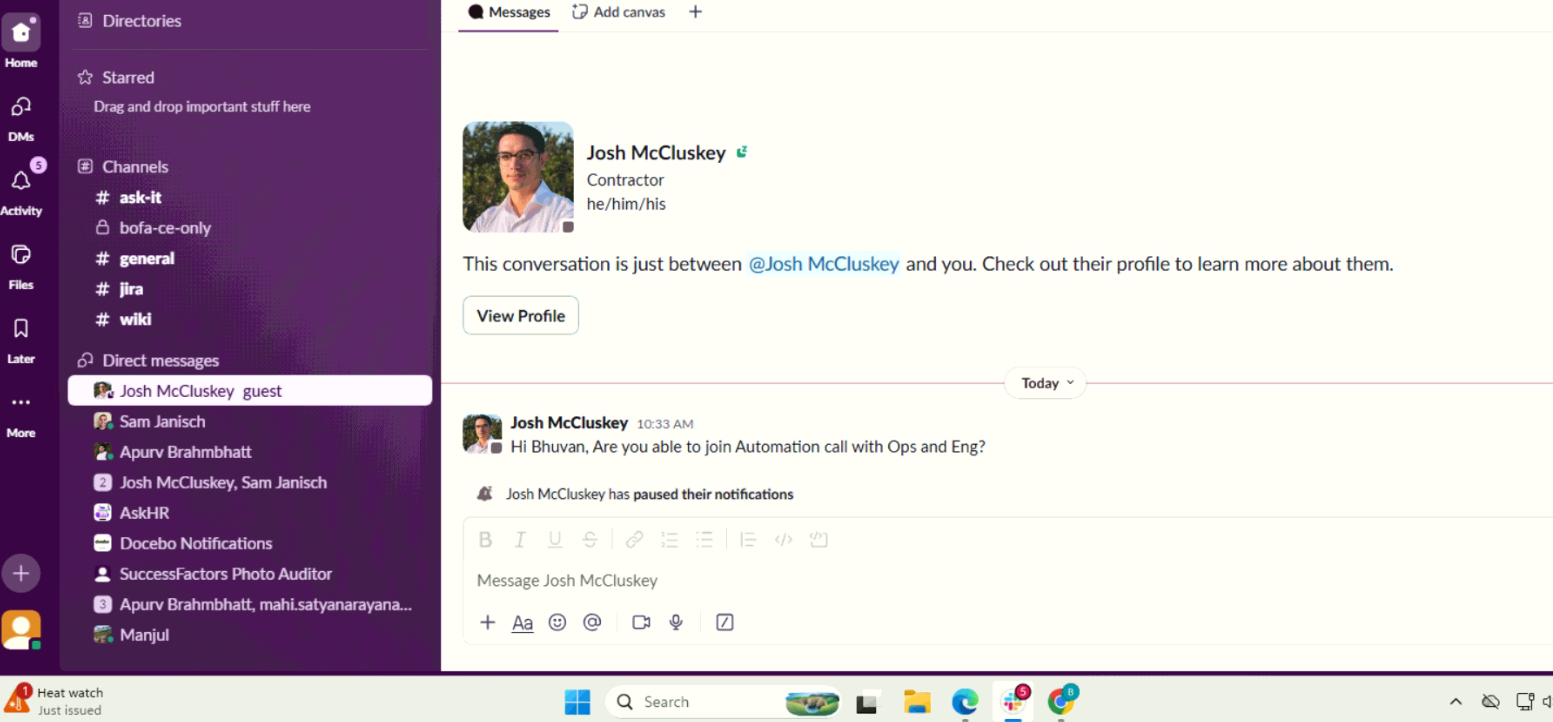 Home
DMs
5
Activity
Files
Later
More
Directories
Starred
Drag and drop important stuff here
Channels
# ask-it
bofa-ce-only
# general
# jira
# wiki
Direct messages
Josh McCluskey guest
Sam Janisch
Apurv Brahmbhatt
2 Josh McCluskey, Sam Janisch
AskHR
Docebo Notifications
SuccessFactors Photo Auditor
3 Apurv Brahmbhatt, mahi.satyanarayana...
Manjul
Messages Add canvas +
Josh McCluskey
Contractor
he/him/his
This conversation is just between @Josh McCluskey and you. Check out their profile to learn more about them.
View Profile
Today
Josh McCluskey 10:33 AM
Hi Bhuvan, Are you able to join Automation call with Ops and Eng?
Josh McCluskey has paused their notifications
B I U S
Message Josh McCluskey
+ Aa @
1 Heat watch
Just issued
Search
5
B